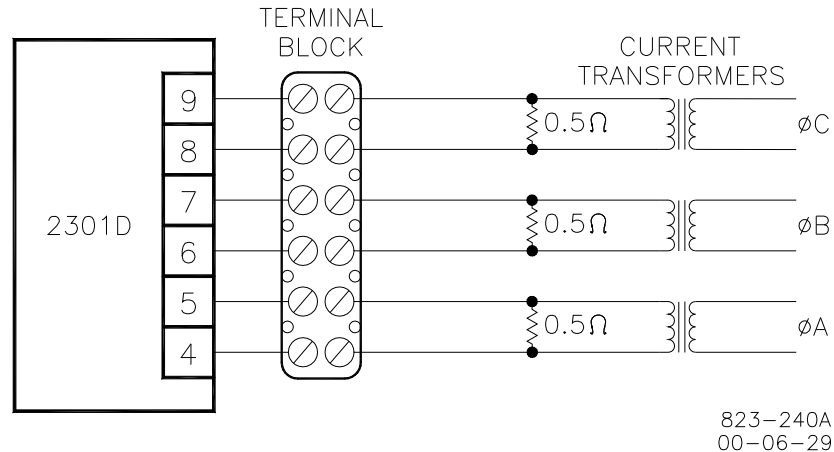 TERMINAL
BLOCK
CURRENT
TRANSFORMERS
2301D
9
8
7
6
5
4
0.5Ω
0.5Ω
0.5Ω
øC
øB
øA
823-240A
00-06-29